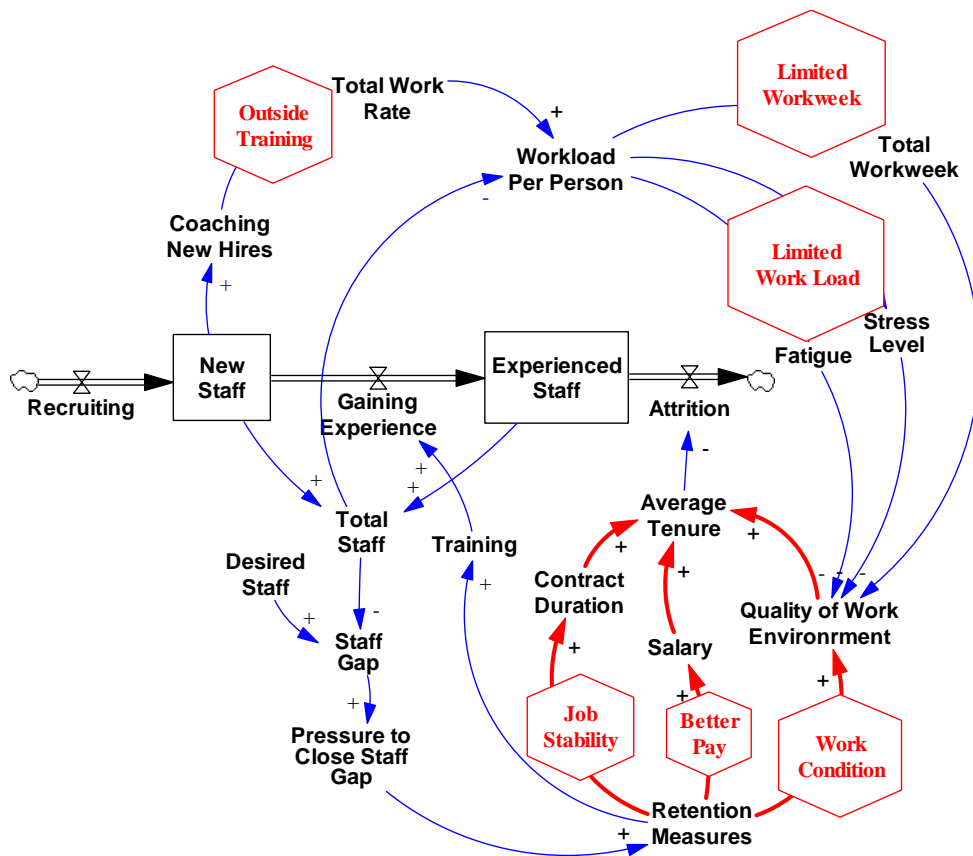 Limited
Workweek
Total Work
Rate
Outside
Training
+
Total
Workweek
Workload
Per Person
-
Coaching
New Hires
Limited
Work Load
+
Stress
Level
Fatigue
New
Staff
Experienced
Staff
Recruiting
Gaining
Experience
Attrition
-
+
+
+
Average
Tenure
Total
Staff
Training
+
+
Desired
Staff
Contract
Duration
+
+
- - -
-
+
Quality of Work
Environrment
Staff
Gap
Salary
+
+
+
+
Job
Stability
Better
Pay
Work
Condition
Pressure to
Close Staff
Gap
Retention
Measures
+